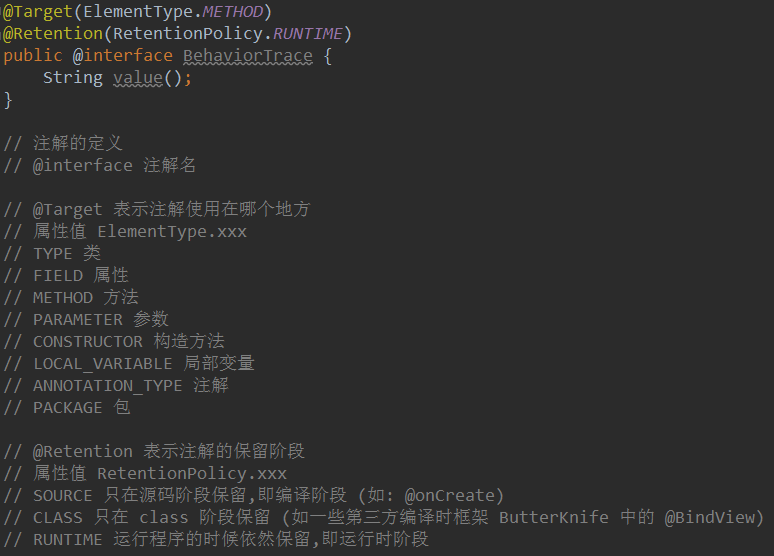 @Target(ElementType.METHOD)
@Retention(RetentionPolicy.RUNTIME)
public @interface BehaviorTrace {
    String value();
}
// 注解的定义
// @interface 注解名
// @Target 表示注解使用在哪个地方
// 属性值 ElementType.xxx
// TYPE 类
// FIELD 属性
// METHOD 方法
// PARAMETER 参数
// CONSTRUCTOR 构造方法
// LOCAL_VARIABLE 局部变量
// ANNOTATION_TYPE 注解
// PACKAGE 包
// @Retention 表示注解的保留阶段
// 属性值 RetentionPolicy.xxx
// SOURCE 只在源码阶段保留,即编译阶段 (如: @onCreate)
// CLASS 只在 class 阶段保留 (如一些第三方编译时框架 ButterKnife 中的 @BindView)
// RUNTIME 运行程序的时候依然保留,即运行时阶段